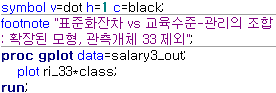 symbol v=dot h=1 c=black;
footnote "표준화잔차 vs 교육수준-관리의 조합
: 확장된 모형, 관측개체 33 제외";
proc gplot data=salary3_out;
plot ri_33*class;
run;